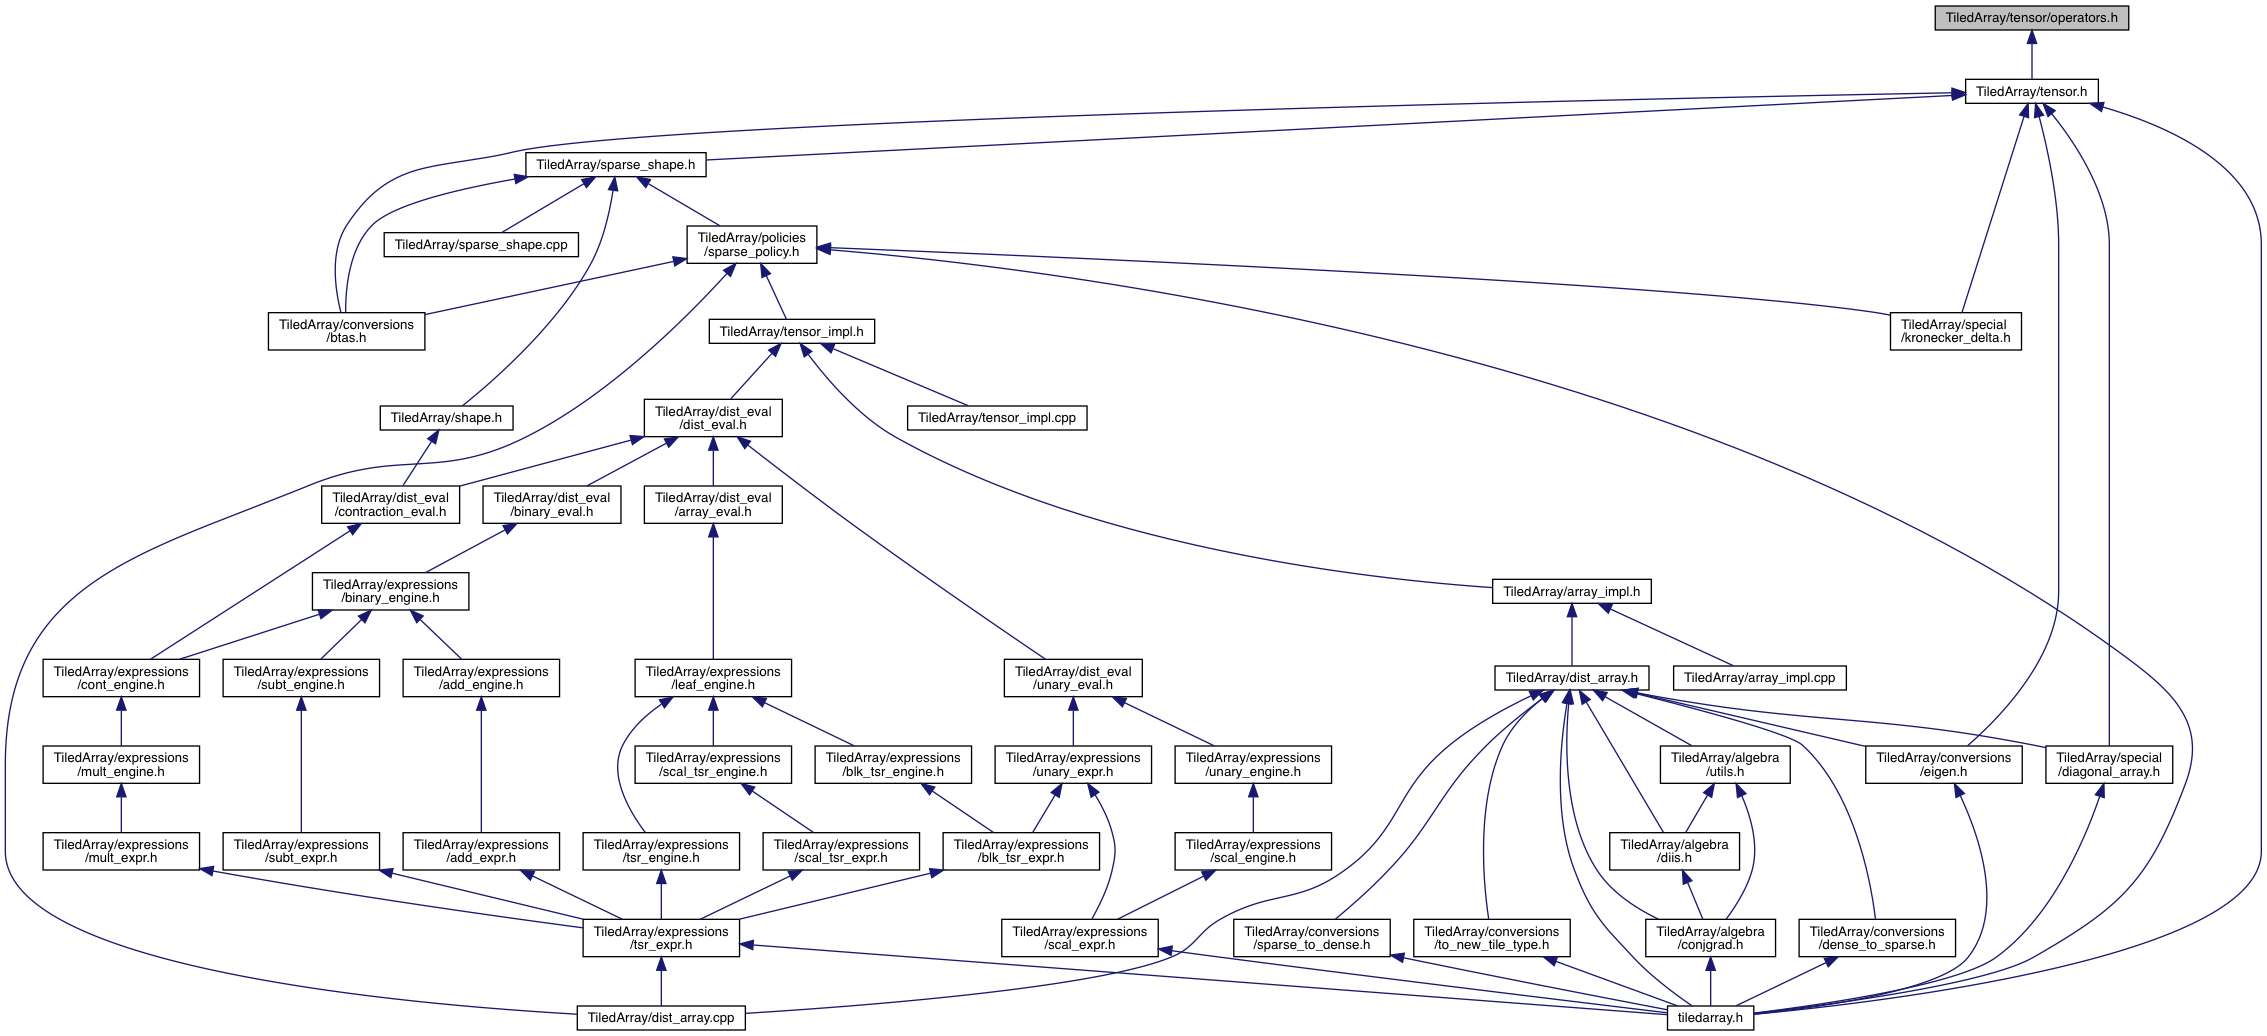 TiledArray/tensor/operators.h
TiledArray/tensor.h
TiledArray/sparse_shape.h
TiledArray/sparse_shape.cpp
TiledArray/policies
/sparse_policy.h
TiledArray/conversions
/btas.h
TiledArray/tensor_impl.h
TiledArray/special
/kronecker_delta.h
TiledArray/shape.h
TiledArray/dist_eval
/dist_eval.h
TiledArray/tensor_impl.cpp
TiledArray/dist_eval
/contraction_eval.h
TiledArray/dist_eval
/binary_eval.h
TiledArray/dist_eval
/array_eval.h
TiledArray/expressions
/binary_engine.h
TiledArray/array_impl.h
TiledArray/expressions
/cont_engine.h
TiledArray/expressions
/subt_engine.h
TiledArray/expressions
/add_engine.h
TiledArray/expressions
/leaf_engine.h
TiledArray/dist_eval
/unary_eval.h
TiledArray/dist_array.h
TiledArray/array_impl.cpp
TiledArray/expressions
/mult_engine.h
TiledArray/expressions
/scal_tsr_engine.h
TiledArray/expressions
/blk_tsr_engine.h
TiledArray/expressions
/unary_expr.h
TiledArray/expressions
/unary_engine.h
TiledArray/algebra
/utils.h
TiledArray/conversions
/eigen.h
TiledArray/special
/diagonal_array.h
TiledArray/expressions
/mult_expr.h
TiledArray/expressions
/subt_expr.h
TiledArray/expressions
/add_expr.h
TiledArray/expressions
/tsr_engine.h
TiledArray/expressions
/scal_tsr_expr.h
TiledArray/expressions
/blk_tsr_expr.h
TiledArray/expressions
/scal_engine.h
TiledArray/algebra
/diis.h
TiledArray/expressions
/tsr_expr.h
TiledArray/expressions
/scal_expr.h
TiledArray/conversions
/sparse_to_dense.h
TiledArray/conversions
/to_new_tile_type.h
TiledArray/algebra
/conjgrad.h
TiledArray/conversions
/dense_to_sparse.h
TiledArray/dist_array.cpp
tiledarray.h